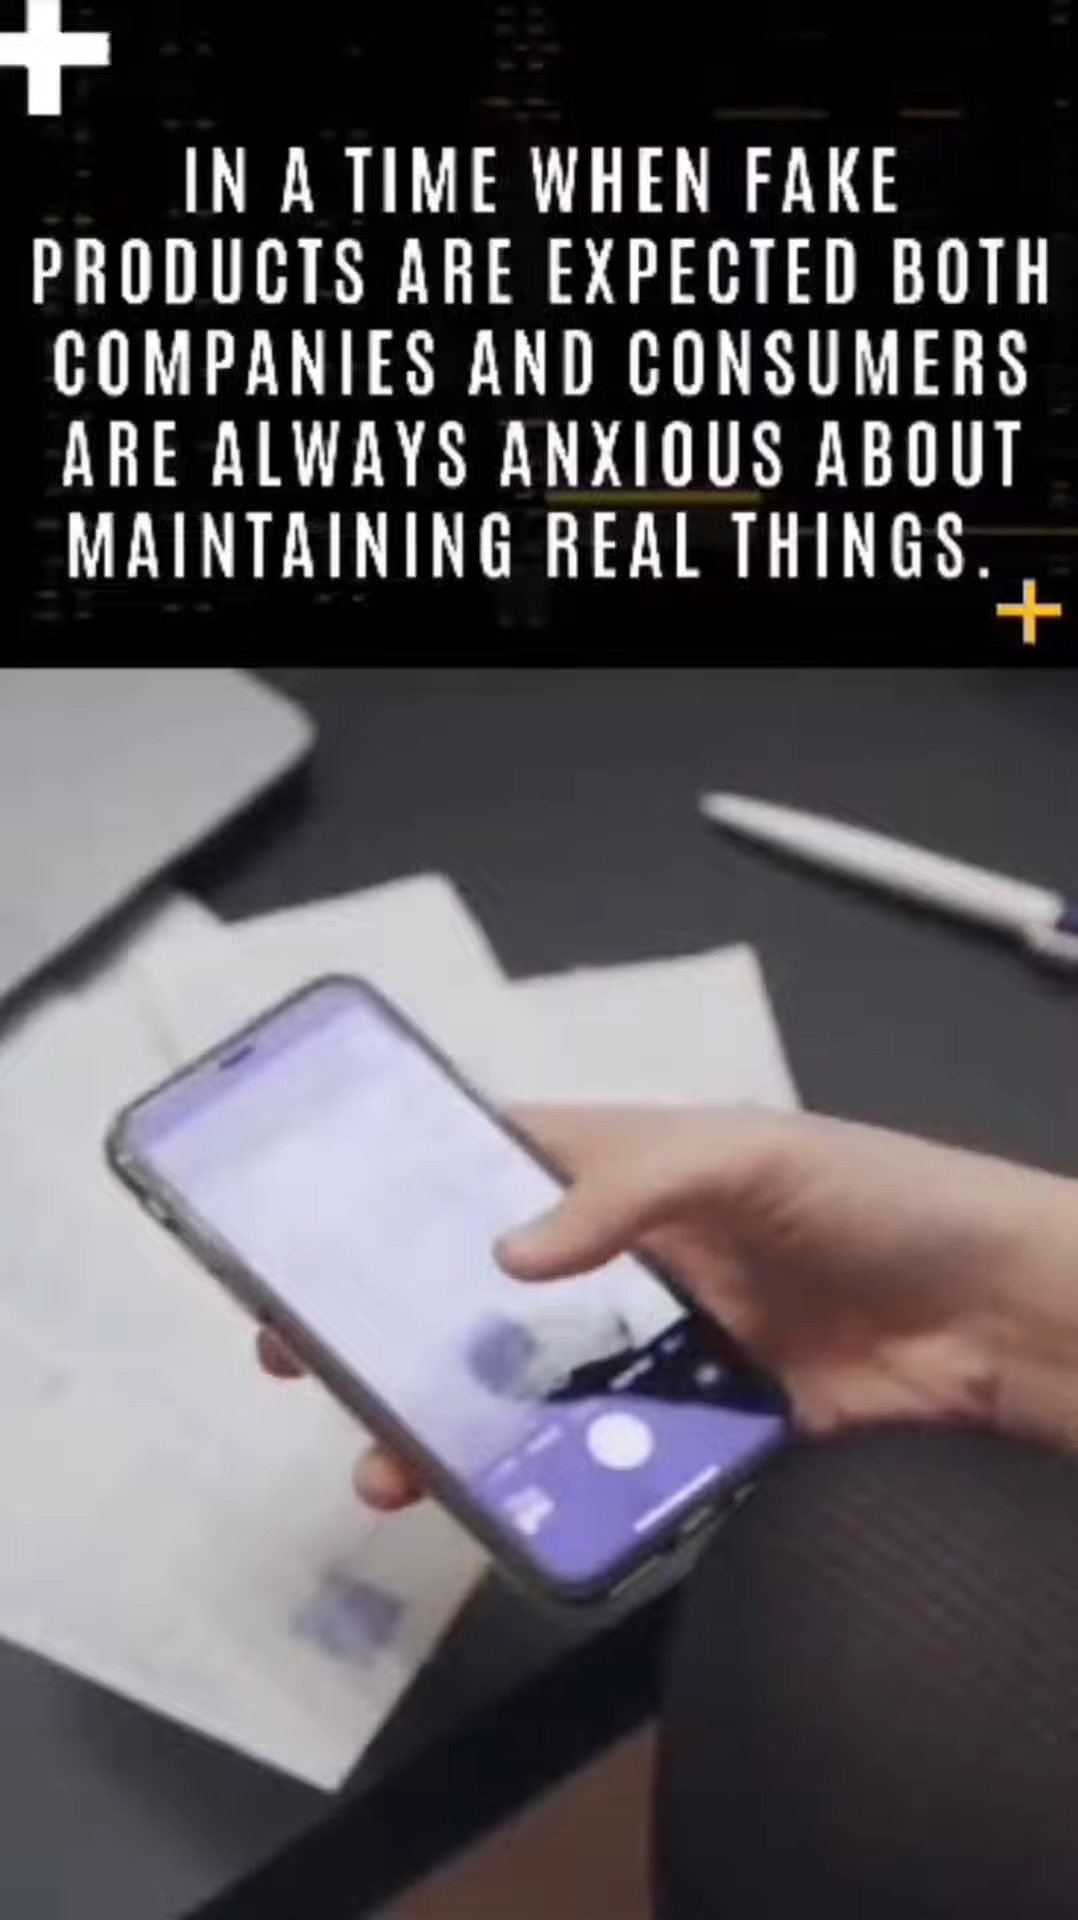 IN A TIME WHEN FAKE
PRODUCTS ARE EXPECTED BOTH
COMPANIES AND CONSUMERS
ARE ALWAYS ANXIOUS ABOUT
MAINTAINING REAL THINGS.